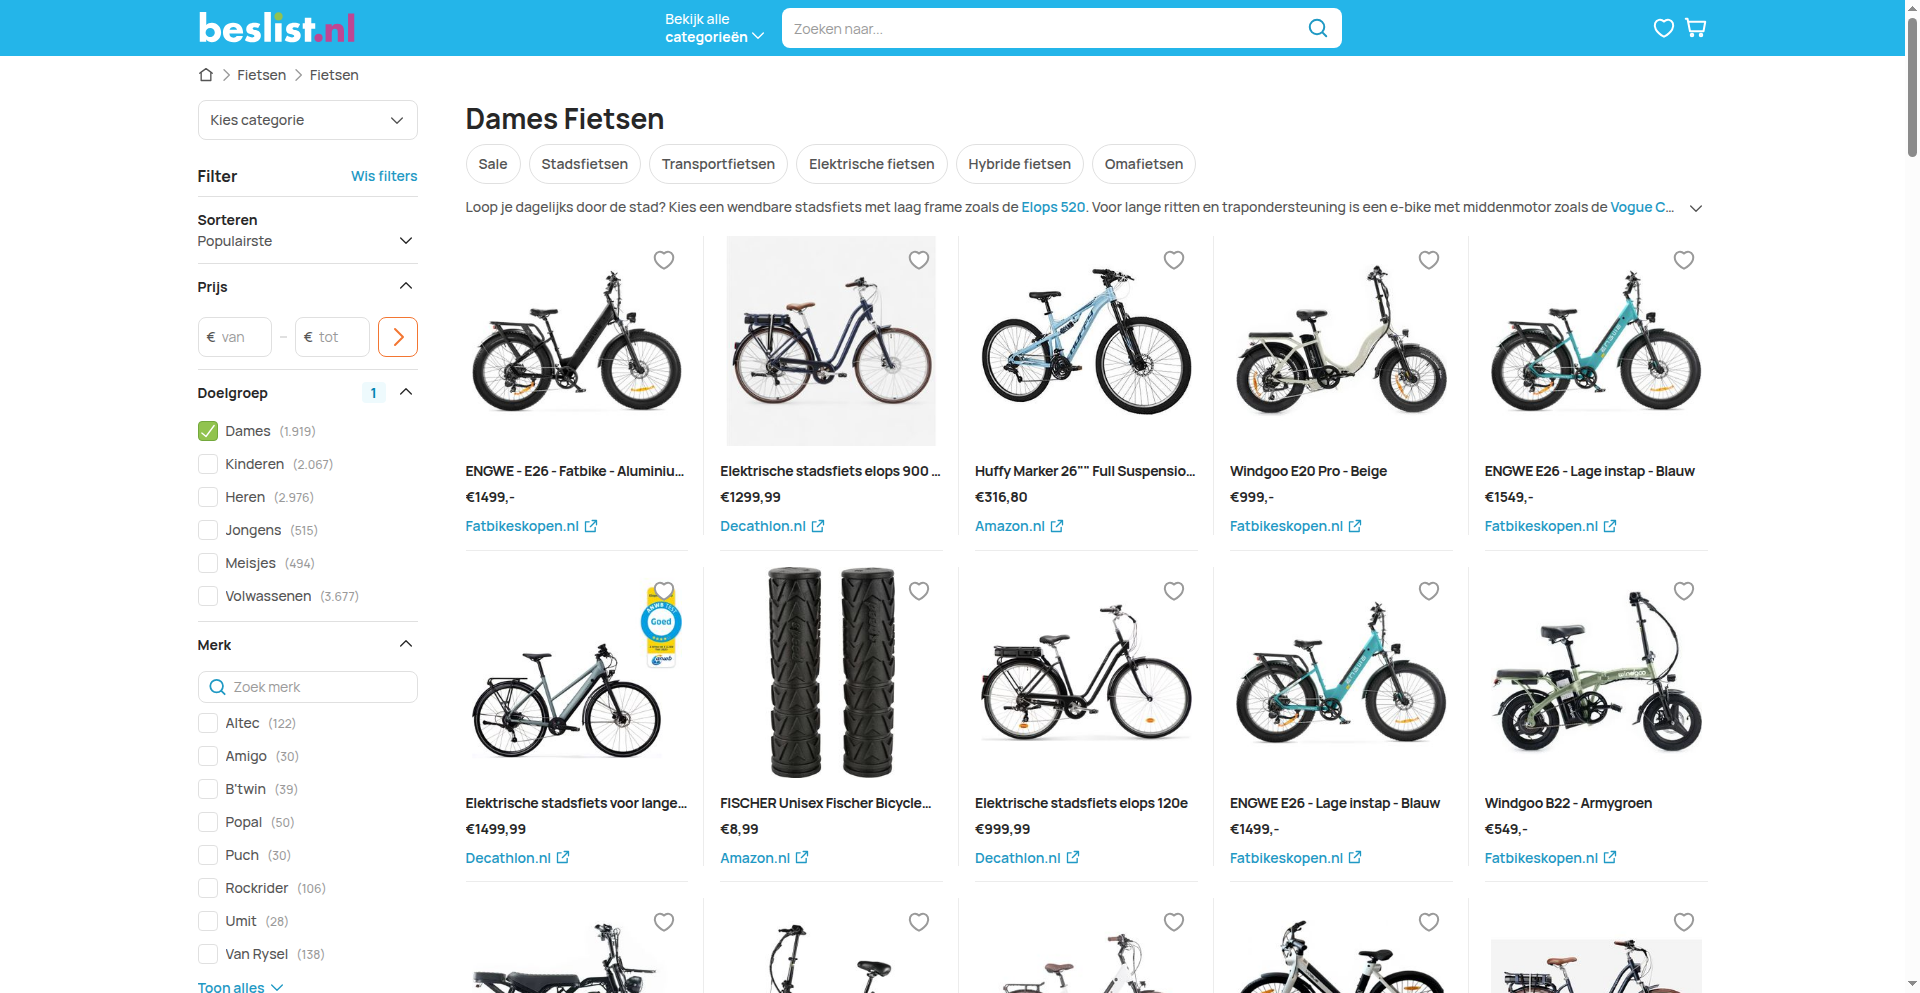 beslist.nl
Bekijk alle
categorieën
Zoeken naar...
Fietsen
Fietsen
Kies categorie
Dames Fietsen
Sale
Stadsfietsen
Transportfietsen
Elektrische fietsen
Hybride fietsen
Omafietsen
Filter
Wis filters
Loop je dagelijks door de stad? Kies een wendbare stadsfiets met laag frame zoals de Elops 520. Voor lange ritten en trapondersteuning is een e-bike met middenmotor zoals de Vogue C...
Sorteren
Populairste
Prijs
€ van
–
€ tot
Doelgroep
1
Dames (1.919)
Kinderen (2.067)
Heren (2.976)
Jongens (515)
Meisjes (494)
Volwassenen (3.677)
Merk
Zoek merk
Altec (122)
Amigo (30)
B'twin (39)
Popal (50)
Puch (30)
Rockrider (106)
Umit (28)
Van Rysel (138)
Toon alles
ENGWE - E26 - Fatbike - Aluminiu...
€1499,-
Fatbikeskopen.nl
Elektrische stadsfiets elops 900 ...
€1299,99
Decathlon.nl
Huffy Marker 26"" Full Suspensio...
€316,80
Amazon.nl
Windgoo E20 Pro - Beige
€999,-
Fatbikeskopen.nl
ENGWE E26 - Lage instap - Blauw
€1549,-
Fatbikeskopen.nl
Goed
Elektrische stadsfiets voor lange...
€1499,99
Decathlon.nl
FISCHER Unisex Fischer Bicycle...
€8,99
Amazon.nl
Elektrische stadsfiets elops 120e
€999,99
Decathlon.nl
ENGWE E26 - Lage instap - Blauw
€1499,-
Fatbikeskopen.nl
Windgoo B22 - Armygroen
€549,-
Fatbikeskopen.nl